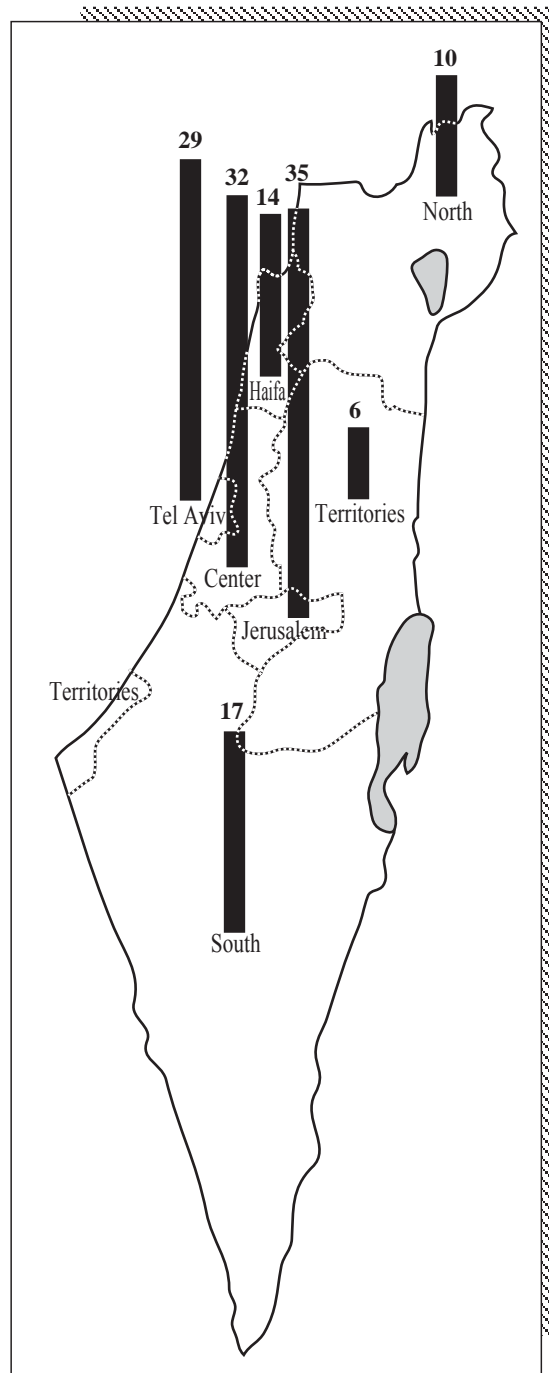 10
North
29
Tel Aviv
32
Center
14
Haifa
35
Jerusalem
6
Territories
Territories
17
South